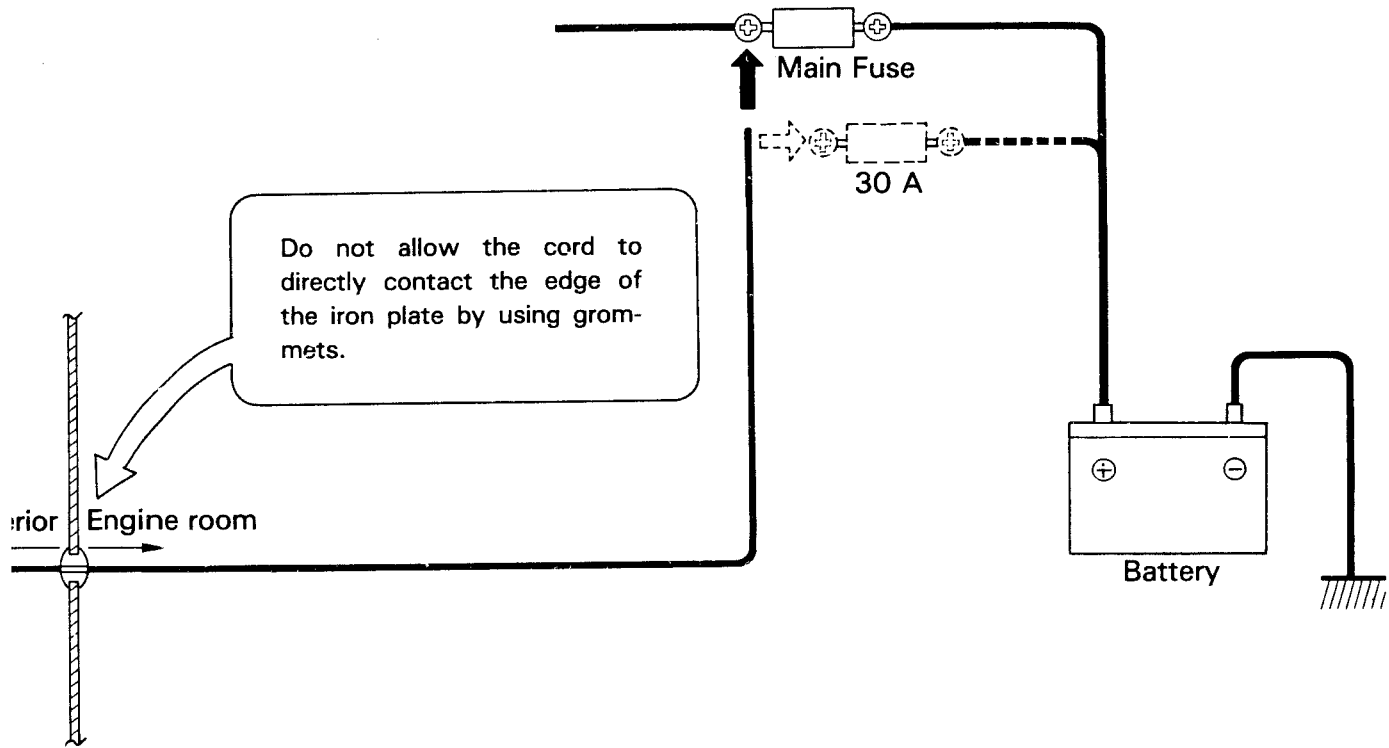 Main Fuse
30 A
Do not allow the cord to
directly contact the edge of
the iron plate by using grom-
mets.
erior Engine room
Battery